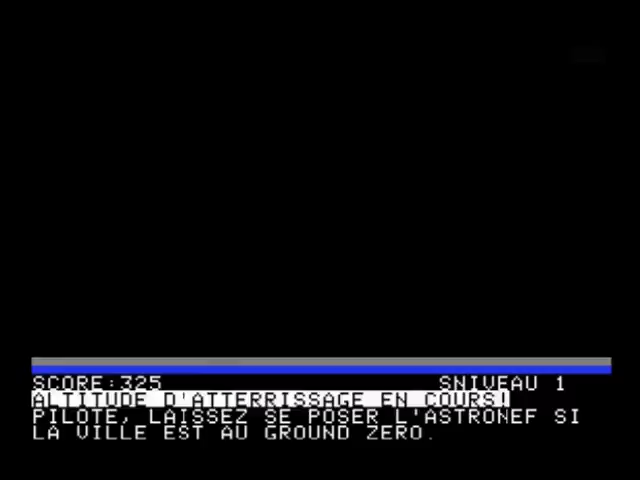 SCORE:325 SNIVEAU 1
ALTITUDE D'ATTERRISSAGE EN COURS!
PILOTE, LAISSEZ SE POSER L'ASTRONEF SI
LA VILLE EST AU GROUND ZERO.